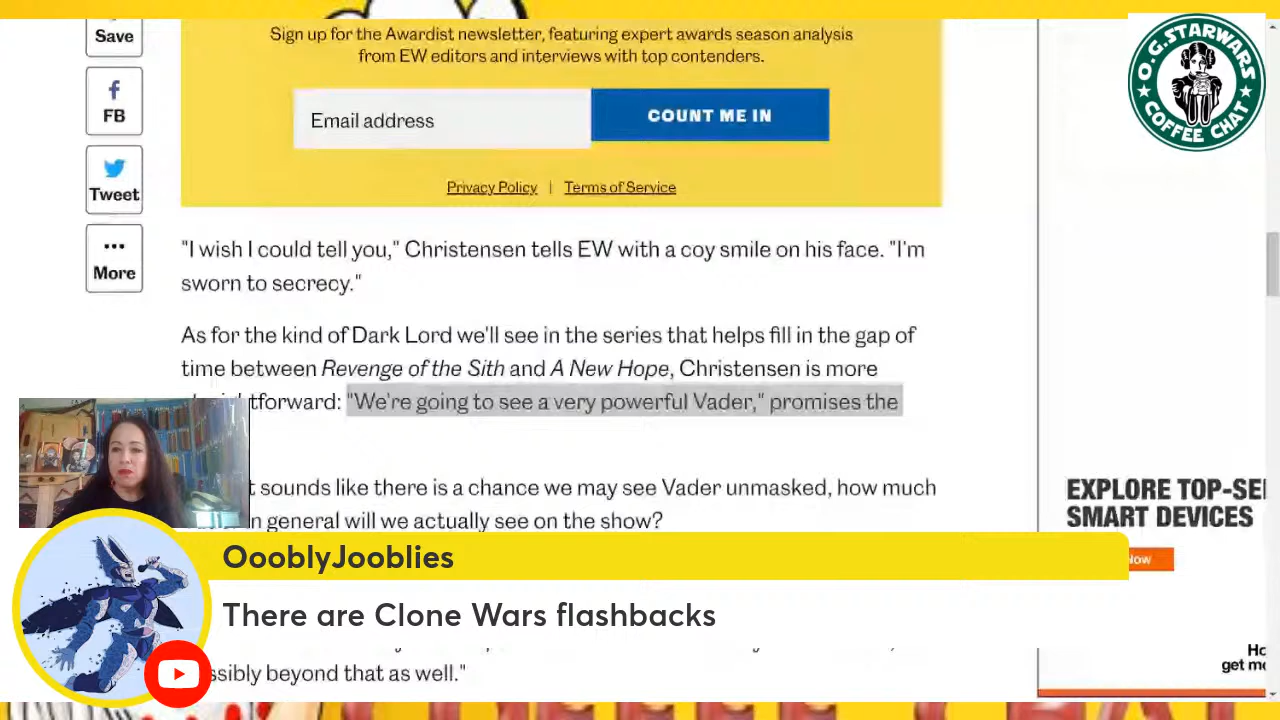 Save
FB
Tweet
More
Sign up for the Awardist newsletter, featuring expert awards season analysis
from EW editors and interviews with top contenders.
Email address
COUNT ME IN
Privacy Policy | Terms of Service
"I wish I could tell you," Christensen tells EW with a coy smile on his face. "I'm
sworn to secrecy."
As for the kind of Dark Lord we'll see in the series that helps fill in the gap of
time between Revenge of the Sith and A New Hope, Christensen is more
"We're going to see a very powerful Vader," promises the
sounds like there is a chance we may see Vader unmasked, how much
general will we actually see on the show?
OooblyJooblies
There are Clone Wars flashbacks
beyond that as well."
O.G.STARWARS
COFFEE CHAT
EXPLORE TOP-SE
SMART DEVICES